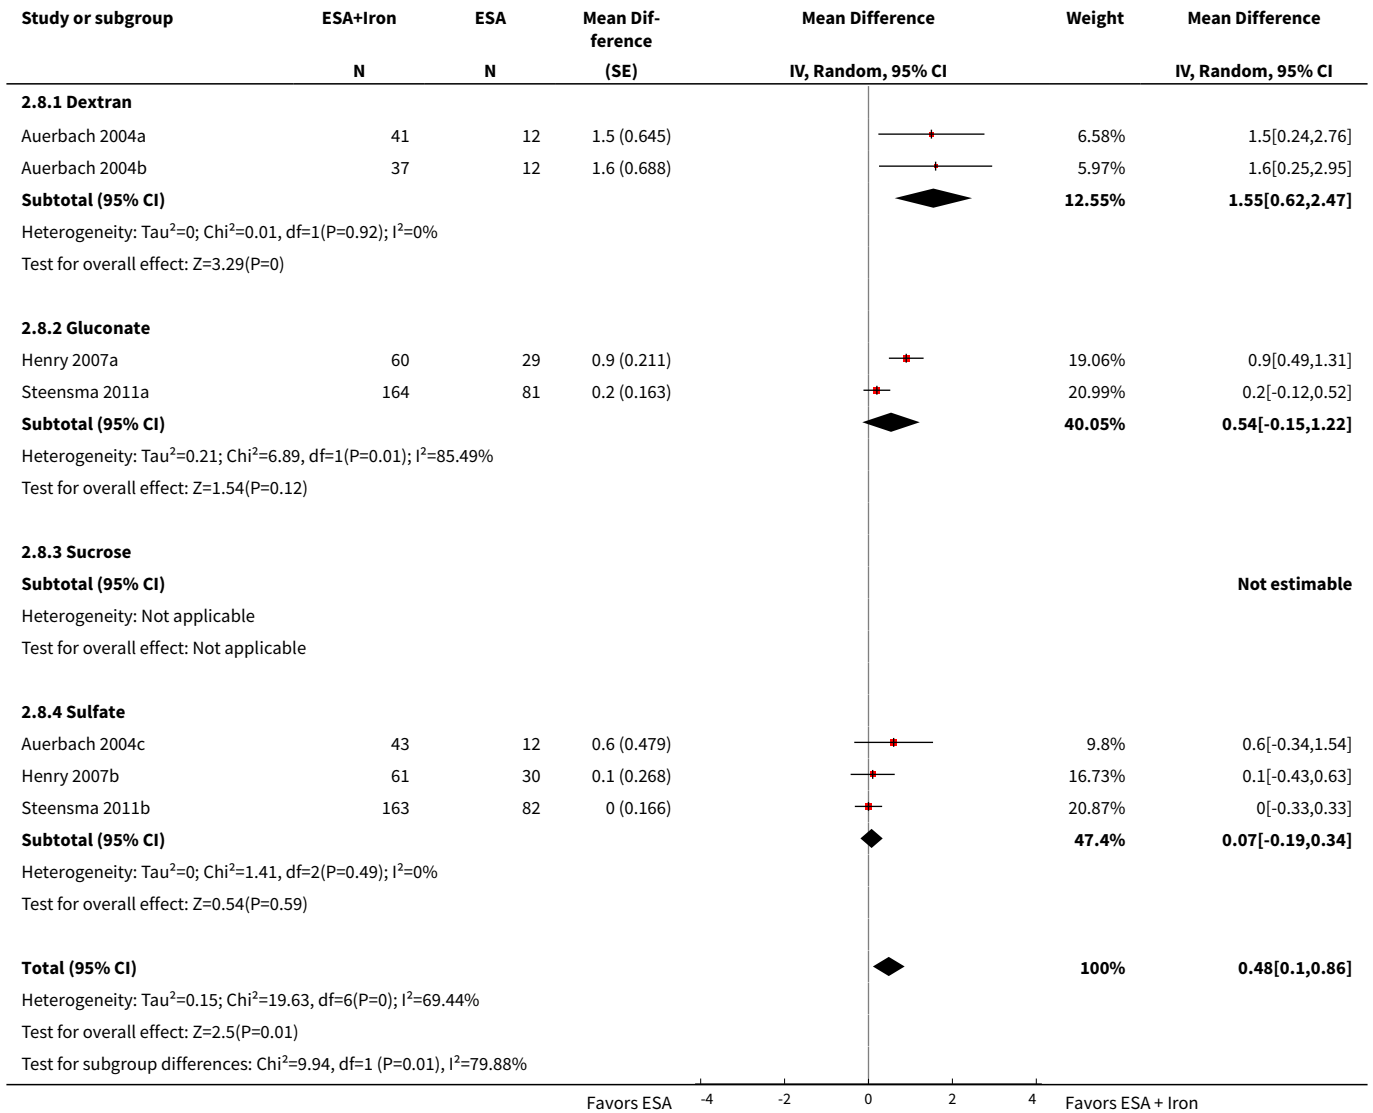 Study or subgroup ESA+Iron ESA Mean Dif- Mean Difference Weight Mean Difference
ference
N N (SE) IV, Random, 95% CI IV, Random, 95% CI
2.8.1 Dextran
Auerbach 2004a 41 12 1.5 (0.645) 6.58% 1.5[0.24,2.76]
Auerbach 2004b 37 12 1.6 (0.688) 5.97% 1.6[0.25,2.95]
Subtotal (95% CI) 12.55% 1.55[0.62,2.47]
Heterogeneity: Tau²=0; Chi²=0.01, df=1(P=0.92); I²=0%
Test for overall effect: Z=3.29(P=0)
2.8.2 Gluconate
Henry 2007a 60 29 0.9 (0.211) 19.06% 0.9[0.49,1.31]
Steensma 2011a 164 81 0.2 (0.163) 20.99% 0.2[-0.12,0.52]
Subtotal (95% CI) 40.05% 0.54[-0.15,1.22]
Heterogeneity: Tau²=0.21; Chi²=6.89, df=1(P=0.01); I²=85.49%
Test for overall effect: Z=1.54(P=0.12)
2.8.3 Sucrose
Subtotal (95% CI) Not estimable
Heterogeneity: Not applicable
Test for overall effect: Not applicable
2.8.4 Sulfate
Auerbach 2004c 43 12 0.6 (0.479) 9.8% 0.6[-0.34,1.54]
Henry 2007b 61 30 0.1 (0.268) 16.73% 0.1[-0.43,0.63]
Steensma 2011b 163 82 0 (0.166) 20.87% 0[-0.33,0.33]
Subtotal (95% CI) 47.4% 0.07[-0.19,0.34]
Heterogeneity: Tau²=0; Chi²=1.41, df=2(P=0.49); I²=0%
Test for overall effect: Z=0.54(P=0.59)
Total (95% CI) 100% 0.48[0.1,0.86]
Heterogeneity: Tau²=0.15; Chi²=19.63, df=6(P=0); I²=69.44%
Test for overall effect: Z=2.5(P=0.01)
Test for subgroup differences: Chi²=9.94, df=1 (P=0.01), I²=79.88%
Favors ESA -4 -2 0 2 4 Favors ESA + Iron